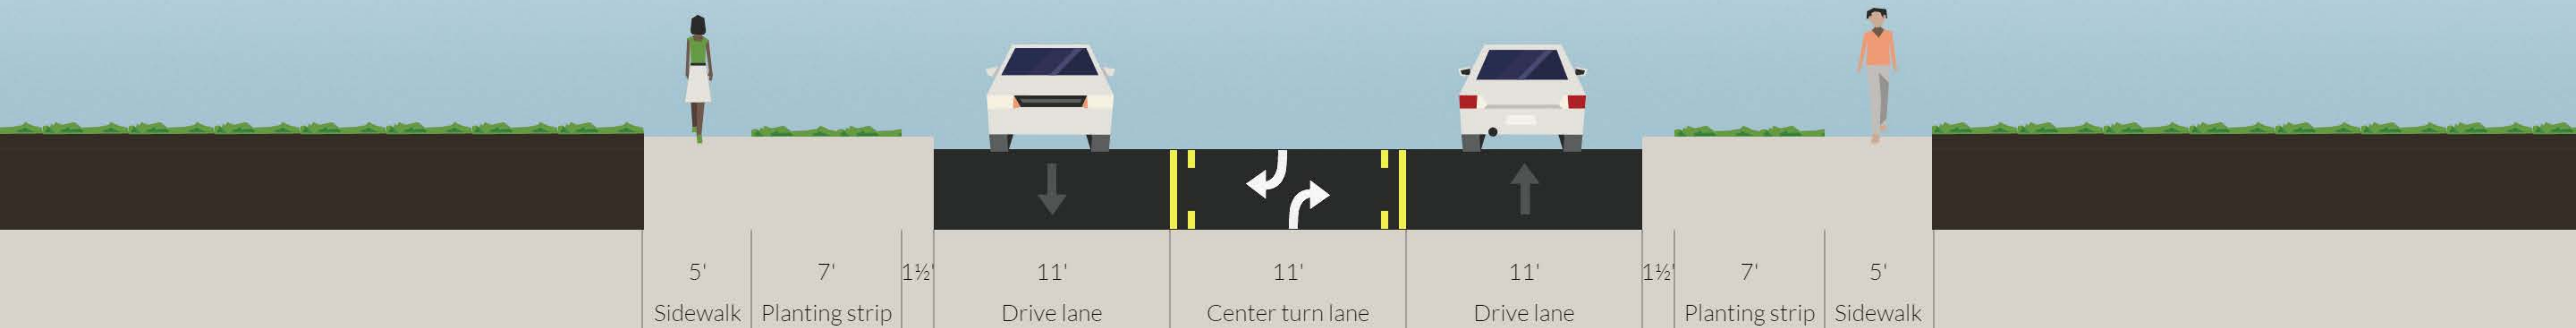 5' 7' 1½' 11' 11' 11' 1½' 7' 5'
Sidewalk Planting strip Drive lane Center turn lane Drive lane Planting strip Sidewalk